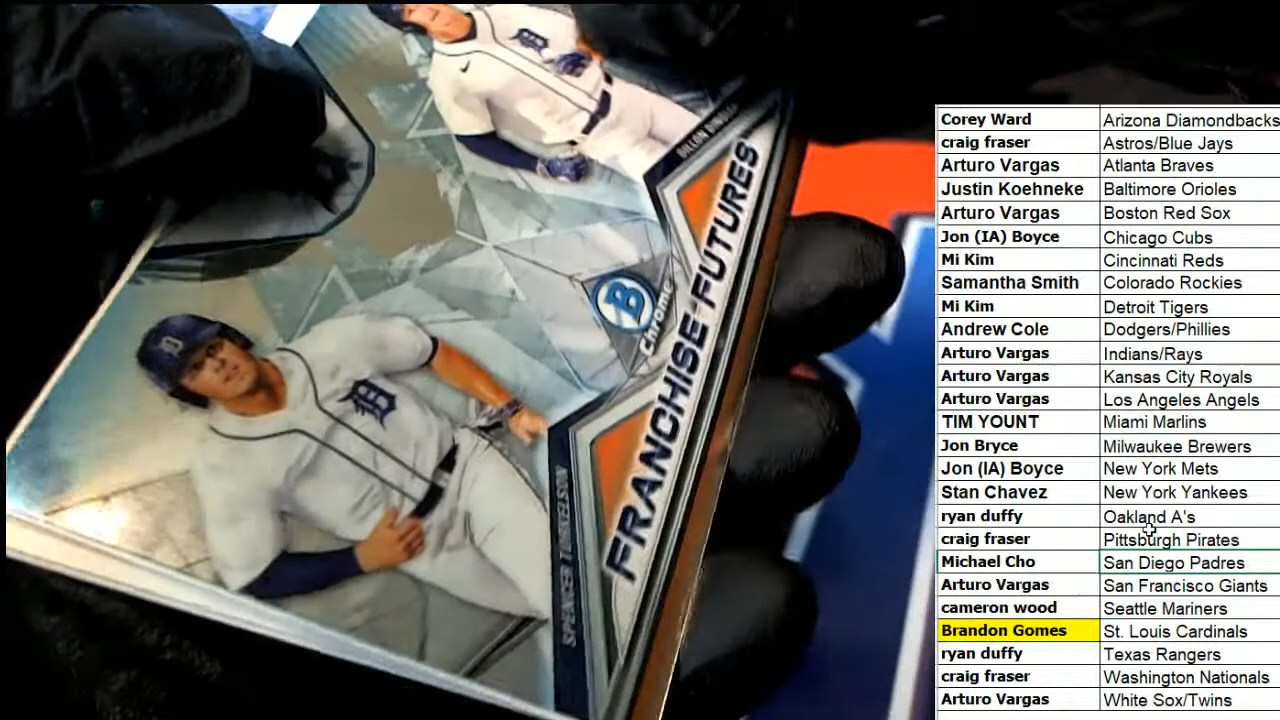 FRANCHISE FUTURES
B
Chrome
D
D
SPENCER TORKELSON
DILLON DINGLER
Corey Ward Arizona Diamondbacks
craig fraser Astros/Blue Jays
Arturo Vargas Atlanta Braves
Justin Koehneke Baltimore Orioles
Arturo Vargas Boston Red Sox
Jon (IA) Boyce Chicago Cubs
Mi Kim Cincinnati Reds
Samantha Smith Colorado Rockies
Mi Kim Detroit Tigers
Andrew Cole Dodgers/Phillies
Arturo Vargas Indians/Rays
Arturo Vargas Kansas City Royals
Arturo Vargas Los Angeles Angels
TIM YOUNT Miami Marlins
Jon Bryce Milwaukee Brewers
Jon (IA) Boyce New York Mets
Stan Chavez New York Yankees
ryan duffy Oakland A's
craig fraser Pittsburgh Pirates
Michael Cho San Diego Padres
Arturo Vargas San Francisco Giants
cameron wood Seattle Mariners
Brandon Gomes St. Louis Cardinals
ryan duffy Texas Rangers
craig fraser Washington Nationals
Arturo Vargas White Sox/Twins